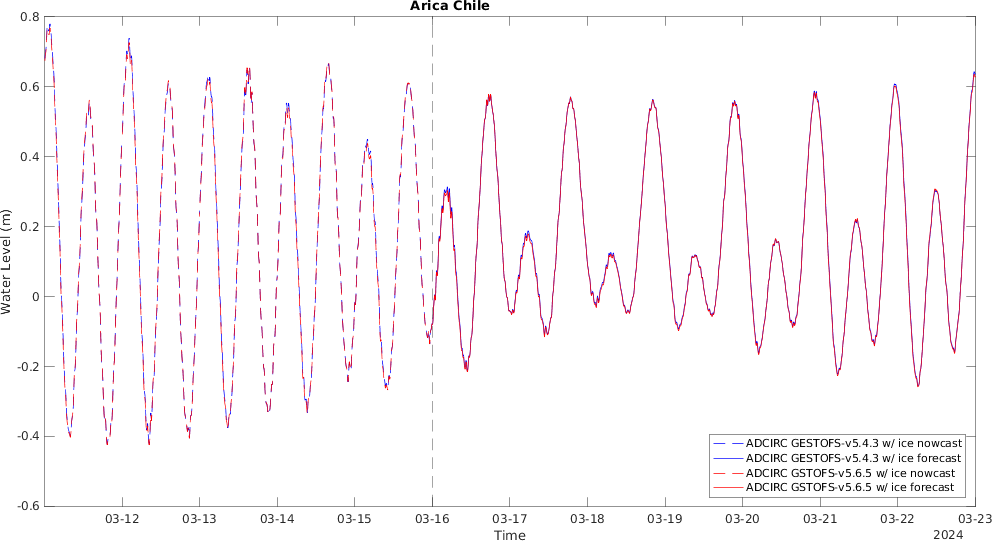 Arica Chile
Water Level (m)
0.8
0.6
0.4
0.2
0
-0.2
-0.4
-0.6
03-12 03-13 03-14 03-15 03-16 03-17 03-18 03-19 03-20 03-21 03-22 03-23
Time
2024
ADCIRC GESTOFS-v5.4.3 w/ ice nowcast
ADCIRC GESTOFS-v5.4.3 w/ ice forecast
ADCIRC GSTOFS-v5.6.5 w/ ice nowcast
ADCIRC GSTOFS-v5.6.5 w/ ice forecast